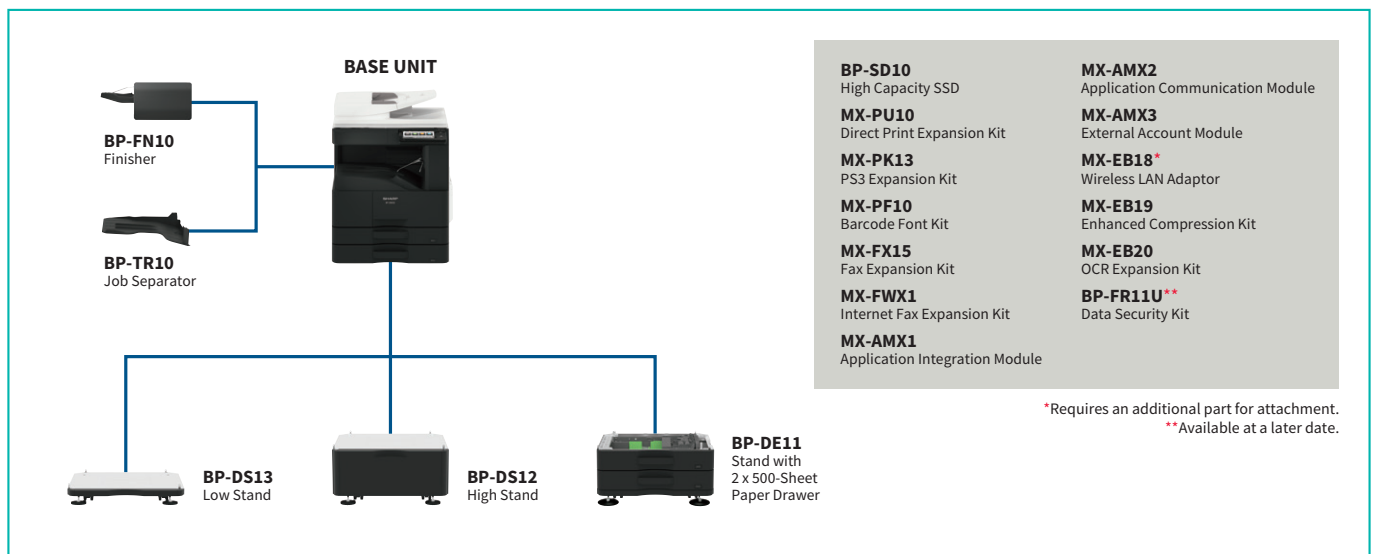 BASE UNIT
BP-FN10
Finisher
BP-TR10
Job Separator
BP-DS13
Low Stand
BP-DS12
High Stand
BP-DE11
Stand with
2 x 500-Sheet
Paper Drawer
BP-SD10
High Capacity SSD
MX-PU10
Direct Print Expansion Kit
MX-PK13
PS3 Expansion Kit
MX-PF10
Barcode Font Kit
MX-FX15
Fax Expansion Kit
MX-FWX1
Internet Fax Expansion Kit
MX-AMX1
Application Integration Module
MX-AMX2
Application Communication Module
MX-AMX3
External Account Module
MX-EB18*
Wireless LAN Adaptor
MX-EB19
Enhanced Compression Kit
MX-EB20
OCR Expansion Kit
BP-FR11U**
Data Security Kit
*Requires an additional part for attachment.
**Available at a later date.